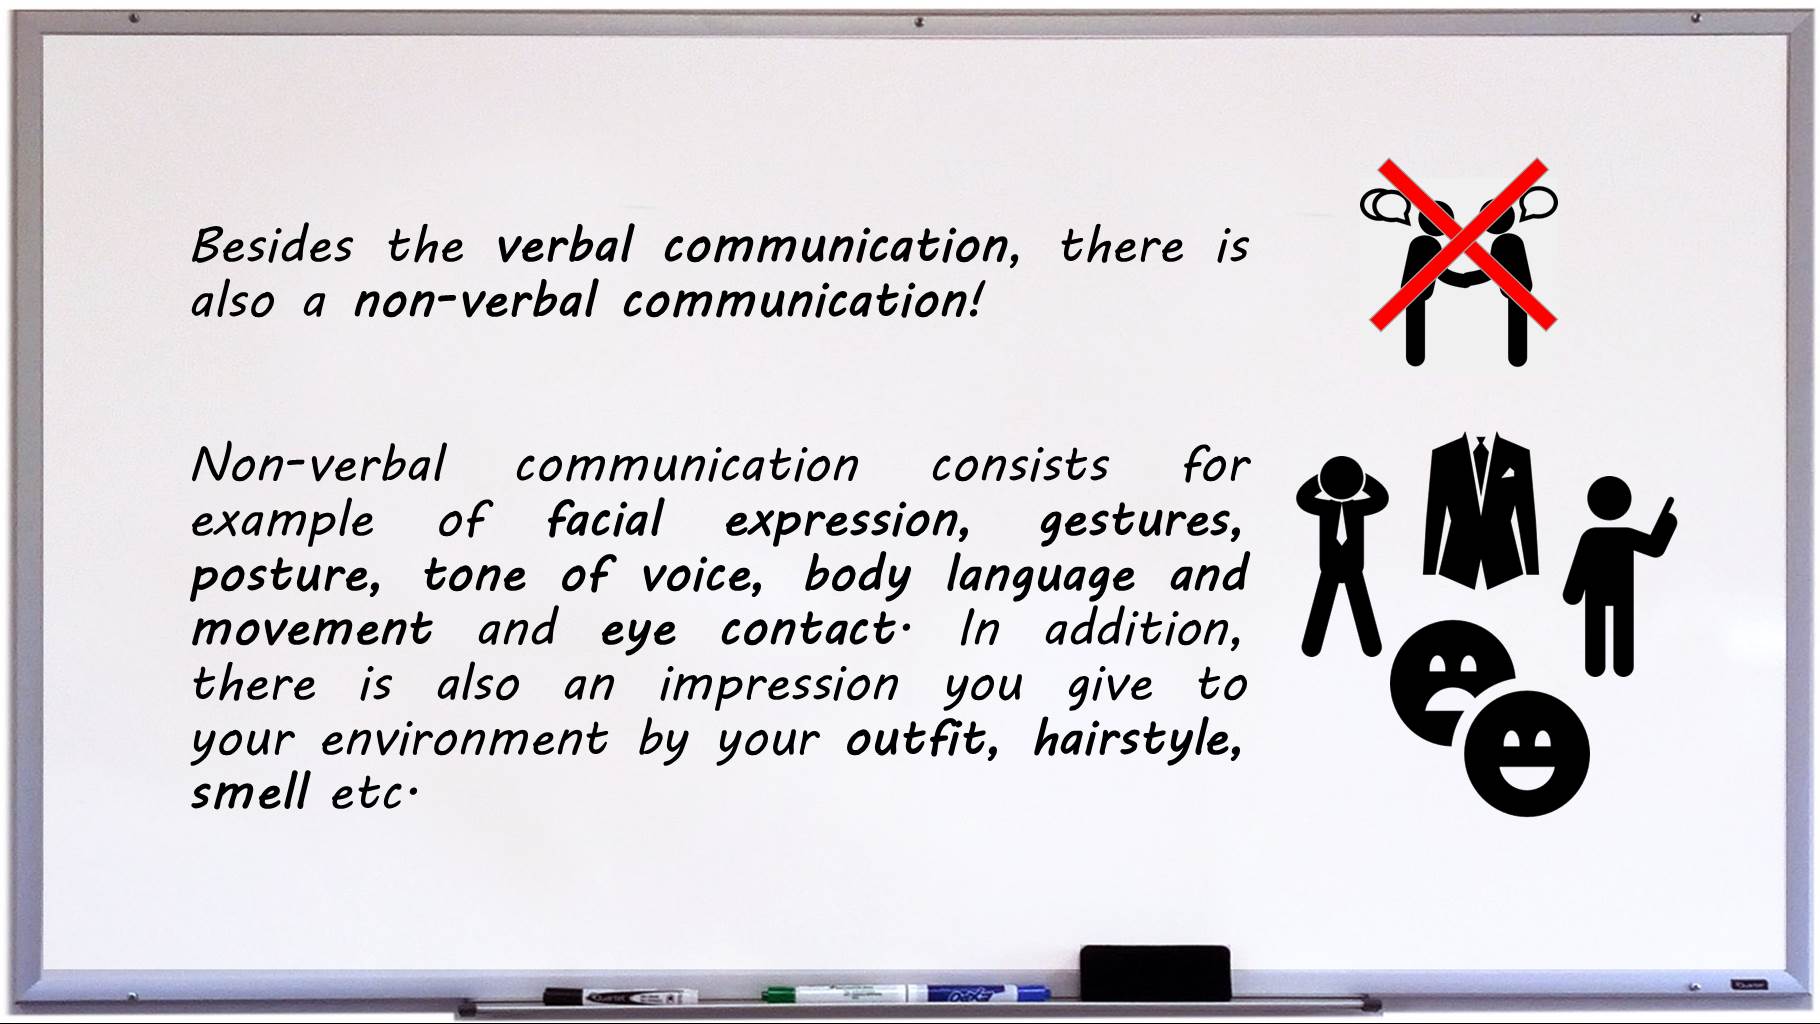 Besides the verbal communication, there is
also a non-verbal communication!
Non-verbal communication consists for
example of facial expression, gestures,
posture, tone of voice, body language and
movement and eye contact. In addition,
there is also an impression you give to
your environment by your outfit, hairstyle,
smell etc.